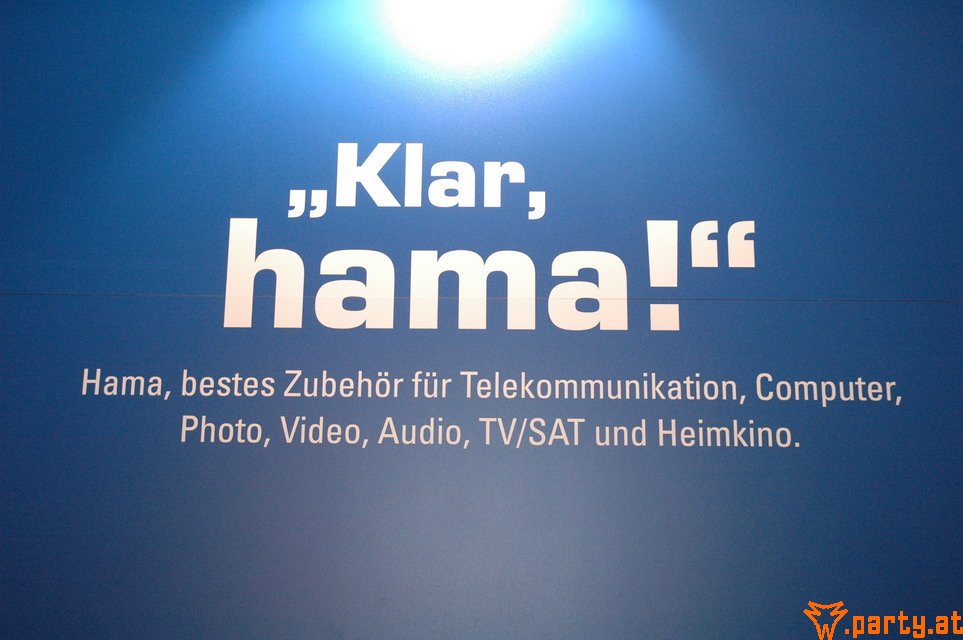 „Klar,
hama!“
Hama, bestes Zubehör für Telekommunikation, Computer,
Photo, Video, Audio, TV/SAT und Heimkino.
.party.at